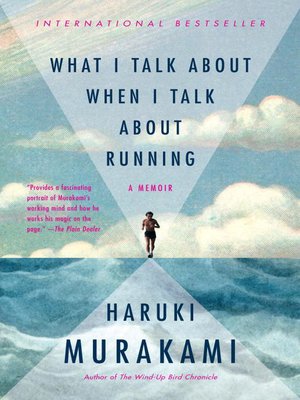 INTERNATIONAL BESTSELLER
WHAT I TALK ABOUT
WHEN I TALK
ABOUT
RUNNING
A MEMOIR
"Provides a fascinating
portrait of Murakami's
working mind and how
he works his magic on the
page." —The Plain Dealer
HARUKI
MURAKAMI
Author of The Wind-Up Bird Chronicle